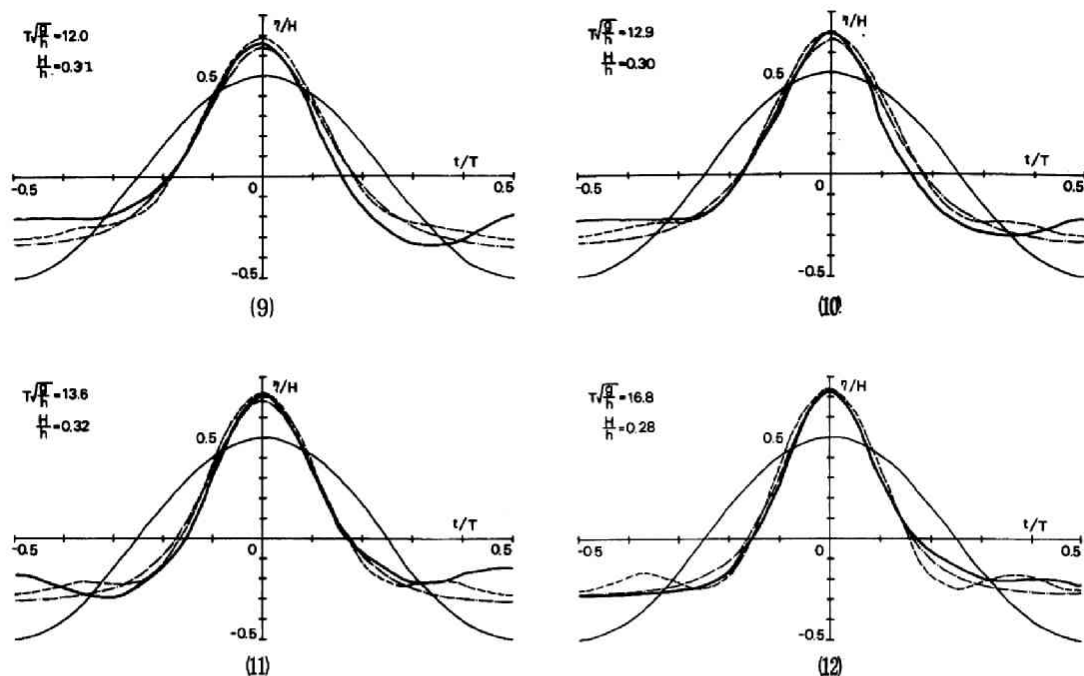 T√g/h =12.0
H/h =0.31
η/H
0.5
t/T
-0.5
0
0.5
-0.5
(9)
T√g/h =12.9
H/h =0.30
η/H
0.5
t/T
-0.5
0
0.5
-0.5
(10)
T√g/h =13.6
H/h =0.32
η/H
0.5
t/T
-0.5
0
0.5
-0.5
(11)
T√g/h =16.8
H/h =0.28
η/H
0.5
t/T
-0.5
0
0.5
-0.5
(12)